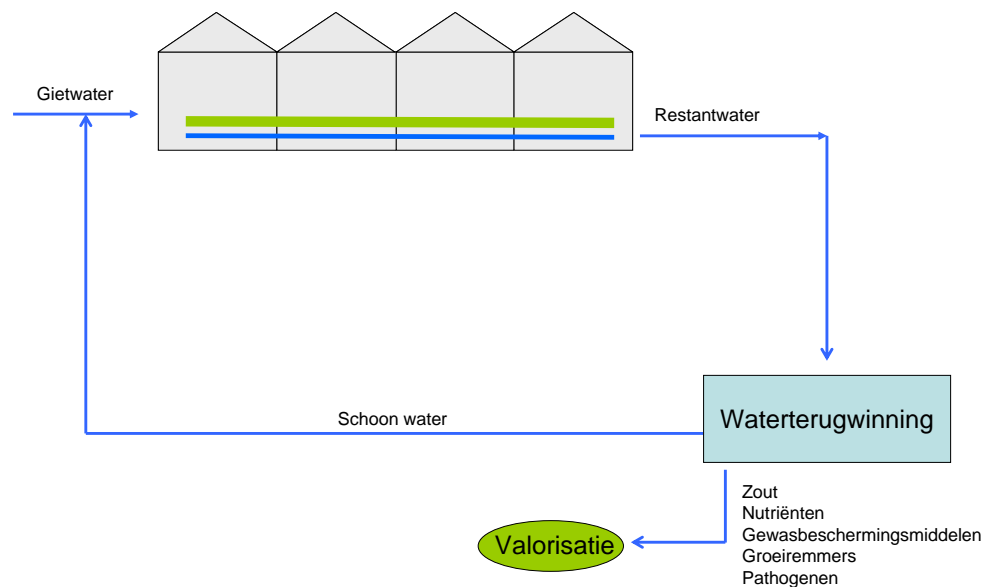 Gietwater
Restantwater
Schoon water
Waterterugwinning
Zout
Nutriënten
Gewasbeschermingsmiddelen
Groeiremmers
Pathogenen
Valorisatie